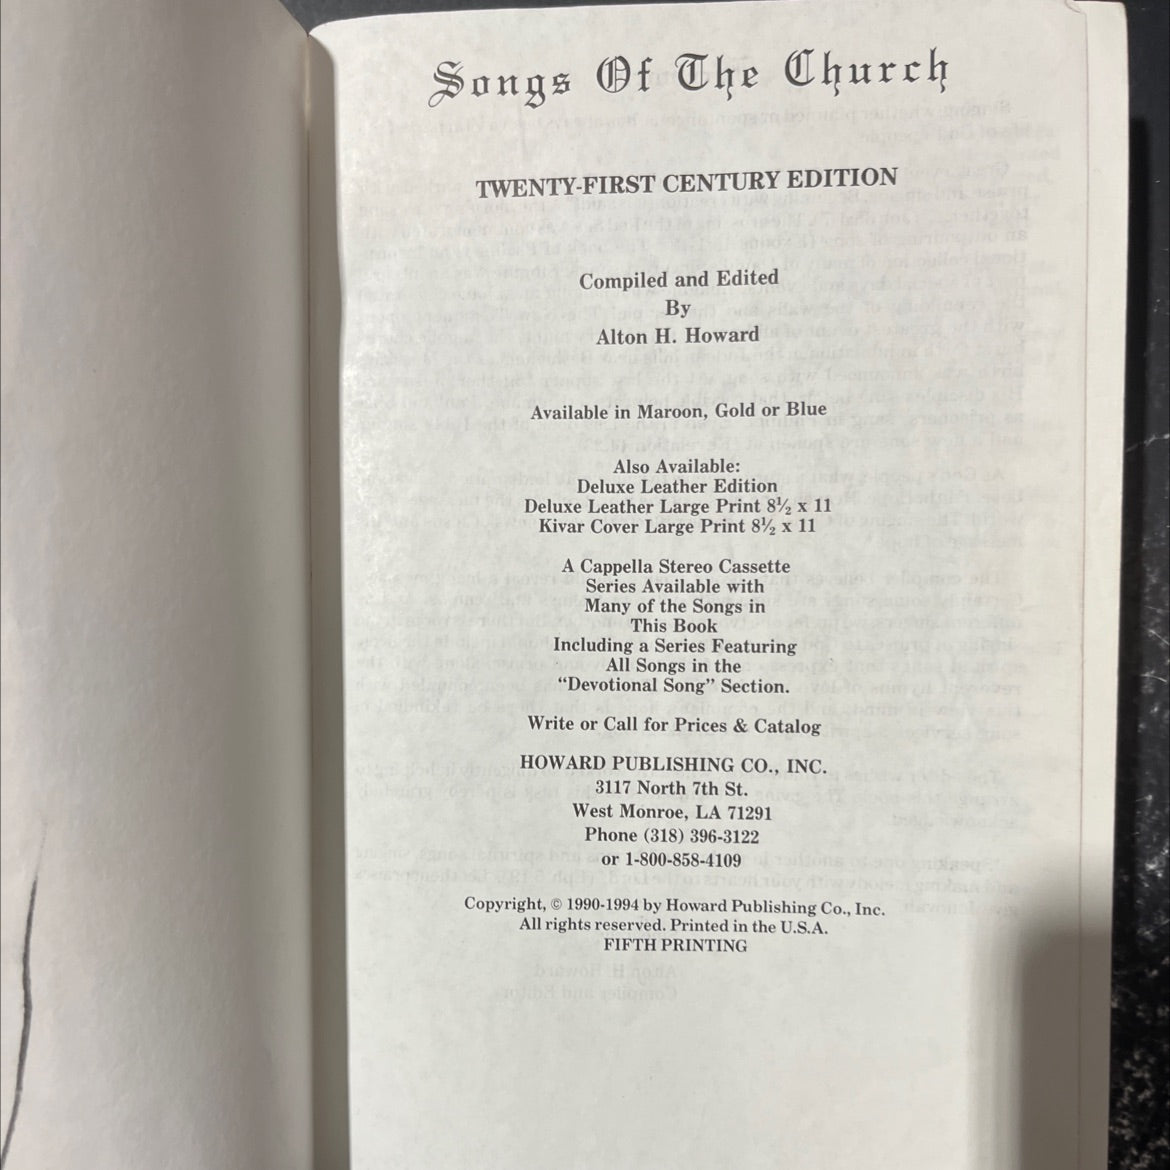 Songs Of The Church
TWENTY-FIRST CENTURY EDITION
Compiled and Edited
By
Alton H. Howard
Available in Maroon, Gold or Blue
Also Available:
Deluxe Leather Edition
Deluxe Leather Large Print 8½ x 11
Kivar Cover Large Print 8½ x 11
A Cappella Stereo Cassette
Series Available with
Many of the Songs in
This Book
Including a Series Featuring
All Songs in the
“Devotional Song” Section.
Write or Call for Prices & Catalog
HOWARD PUBLISHING CO., INC.
3117 North 7th St.
West Monroe, LA 71291
Phone (318) 396-3122
or 1-800-858-4109
Copyright, © 1990-1994 by Howard Publishing Co., Inc.
All rights reserved. Printed in the U.S.A.
FIFTH PRINTING